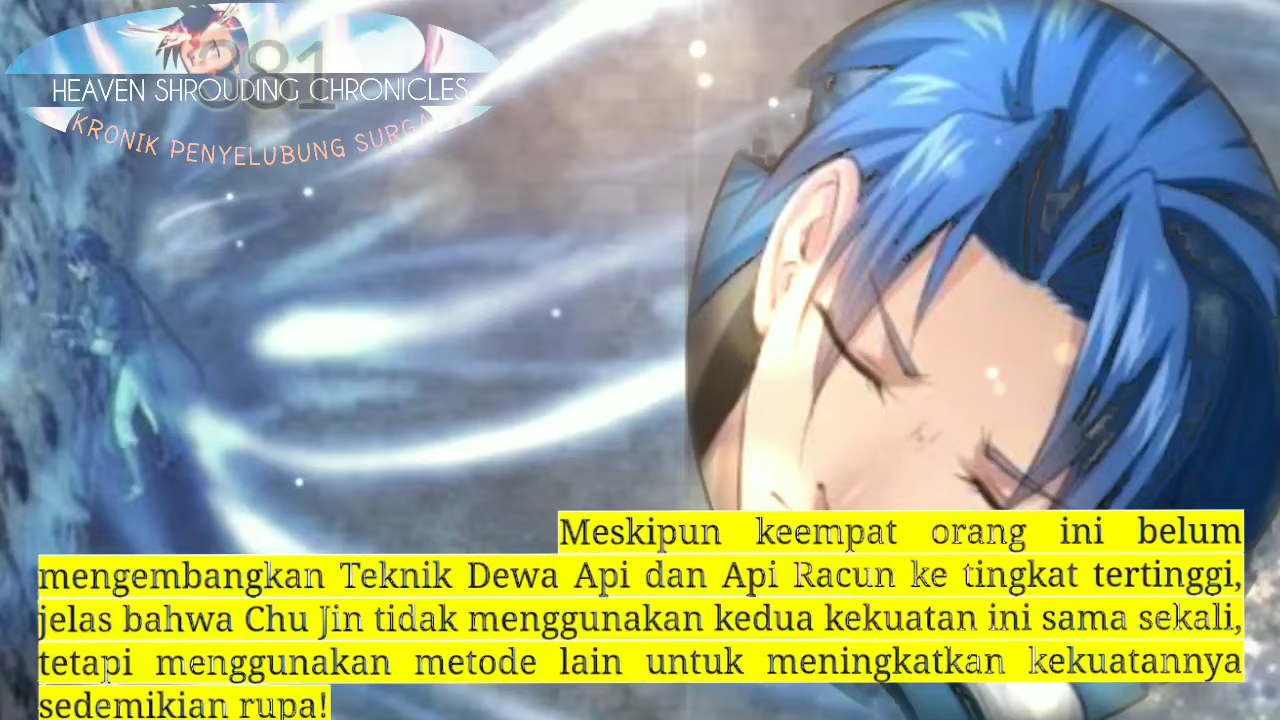 381
HEAVEN SHROUDING CHRONICLES
KRONIK PENYELUBUNG SURGA
Meskipun keempat orang ini belum
mengembangkan Teknik Dewa Api dan Api Racun ke tingkat tertinggi,
jelas bahwa Chu Jin tidak menggunakan kedua kekuatan ini sama sekali,
tetapi menggunakan metode lain untuk meningkatkan kekuatannya
sedemikian rupa!